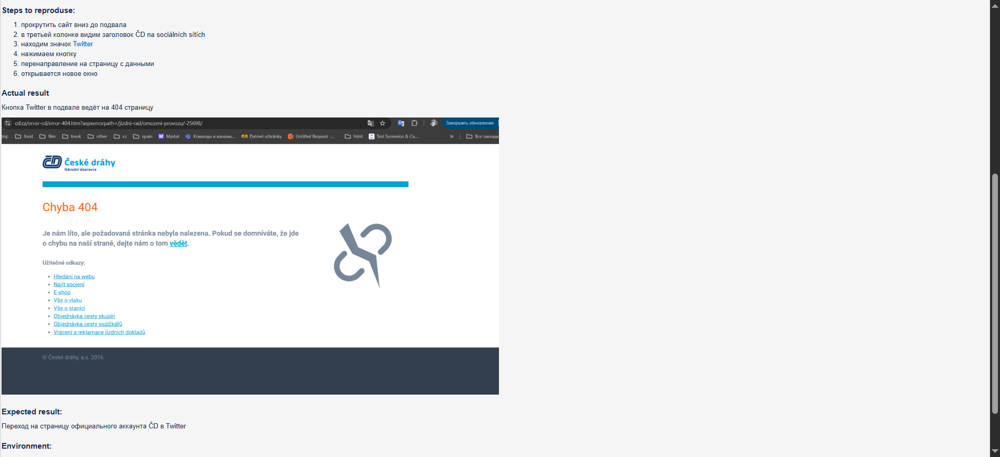 Steps to reproduse:
1. прокрутить сайт вниз до подвала
2. в третьей колонке видим заголовок ČD na sociálních sítích
3. находим значок Twitter
4. нажимаем кнопку
5. перенаправление на страницу с данными
6. открывается новое окно
Actual result
Кнопка Twitter в подвале ведёт на 404 страницу
cd.cz/error-cd/error-404.htm?aspxerrorpath=/jizdni-rad/omezeni-provozu/-25698/
Завершить обновление
trip food film book other cz spain Mystat Команды и каналы... Datové schránky Untitled Request -... html Test Scenarios & Ca... » Все закладк
České dráhy
Národní dopravce
Chyba 404
Je nám líto, ale požadovaná stránka nebyla nalezena. Pokud se domníváte, že jde
o chybu na naší straně, dejte nám o tom vědět.
Užitečné odkazy:
• Hledání na webu
• Najít spojení
• E-shop
• Vše o vlaku
• Vše o stanici
• Objednávka cesty skupin
• Objednávka cesty vozíčkářů
• Vrácení a reklamace jízdních dokladů
© České dráhy, a.s. 2016
Expected result:
Переход на страницу официального аккаунта ČD в Twitter
Environment: